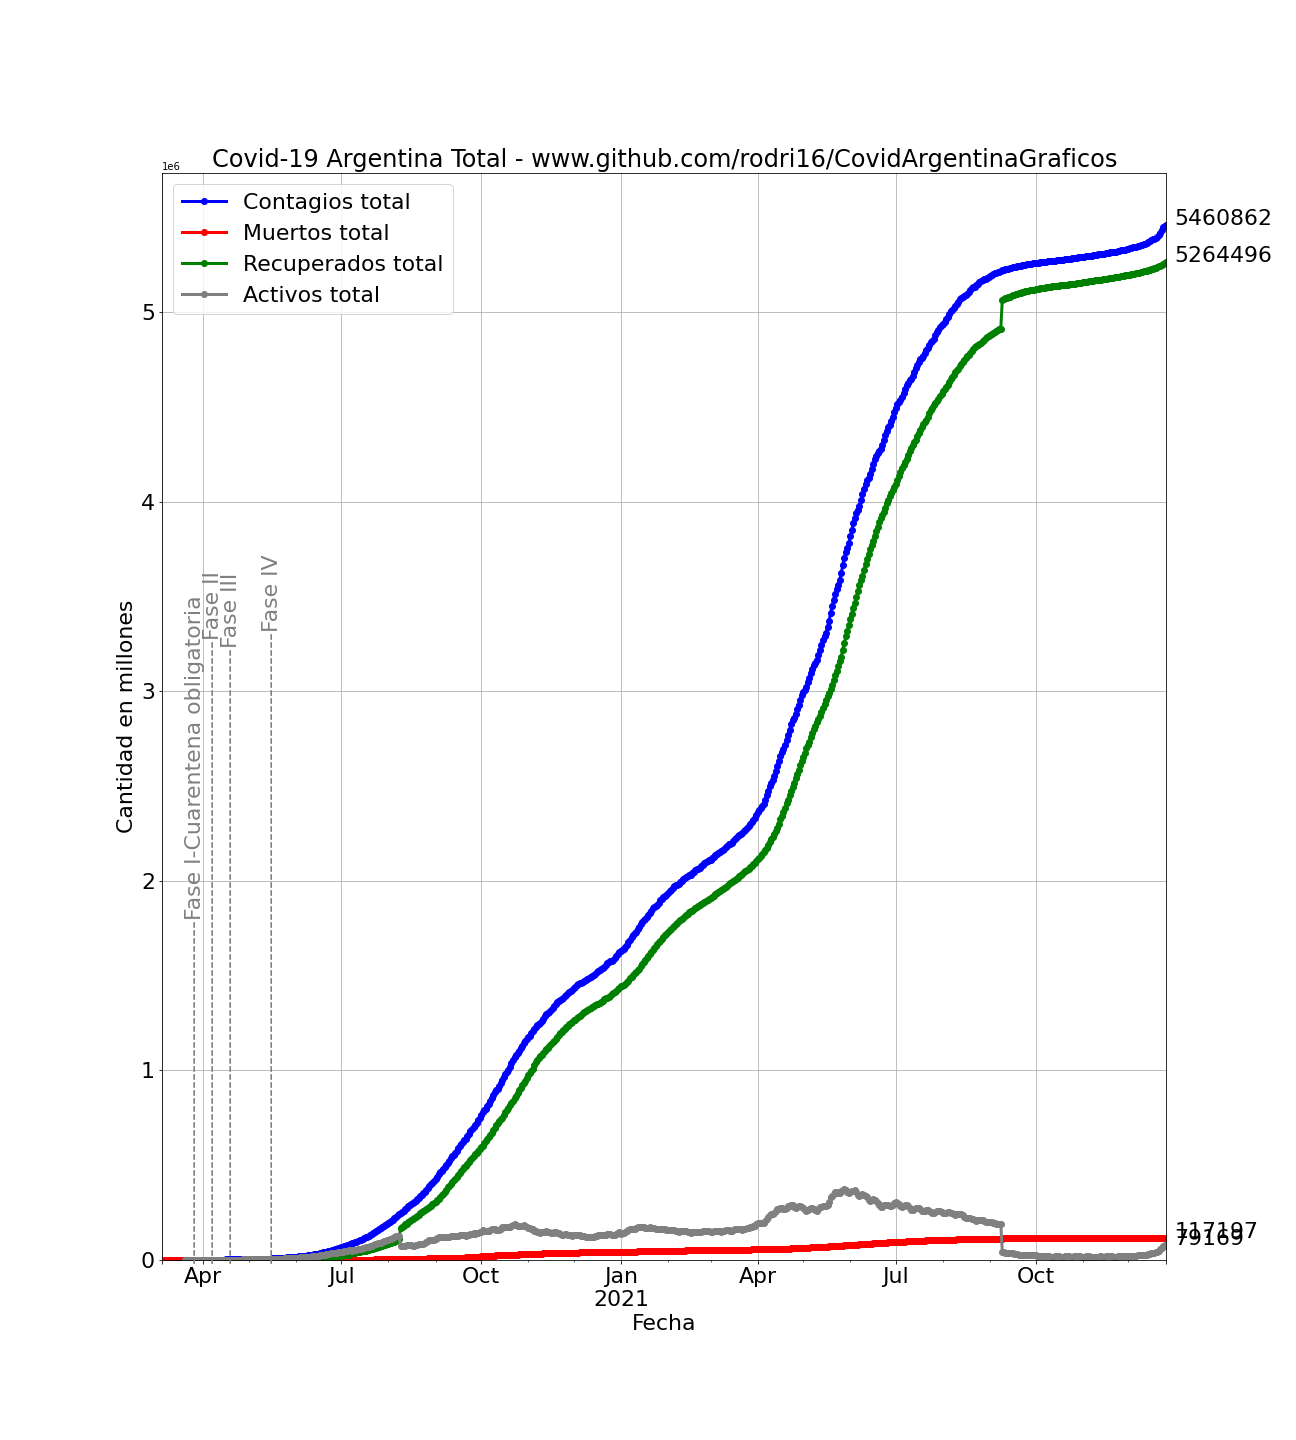 Covid-19 Argentina Total - www.github.com/rodri16/CovidArgentinaGraficos
1e6
Contagios total
Muertos total
Recuperados total
Activos total
5460862
5264496
5
4
3
2
1
0
Cantidad en millones
Fase I-Cuarentena obligatoria
Fase II
Fase III
Fase IV
117197
79169
Apr
Jul
Oct
Jan
2021
Apr
Jul
Oct
Fecha